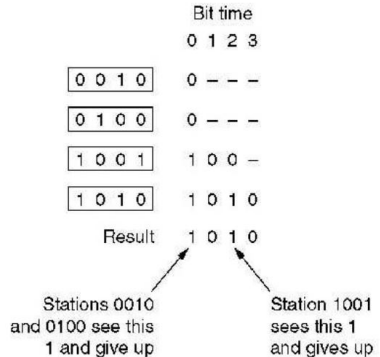 Bit time
0 1 2 3
0 0 1 0 0 – – –
0 1 0 0 0 – – –
1 0 0 1 1 0 0 –
1 0 1 0 1 0 1 0
Result 1 0 1 0
Stations 0010
and 0100 see this
1 and give up
Station 1001
sees this 1
and gives up